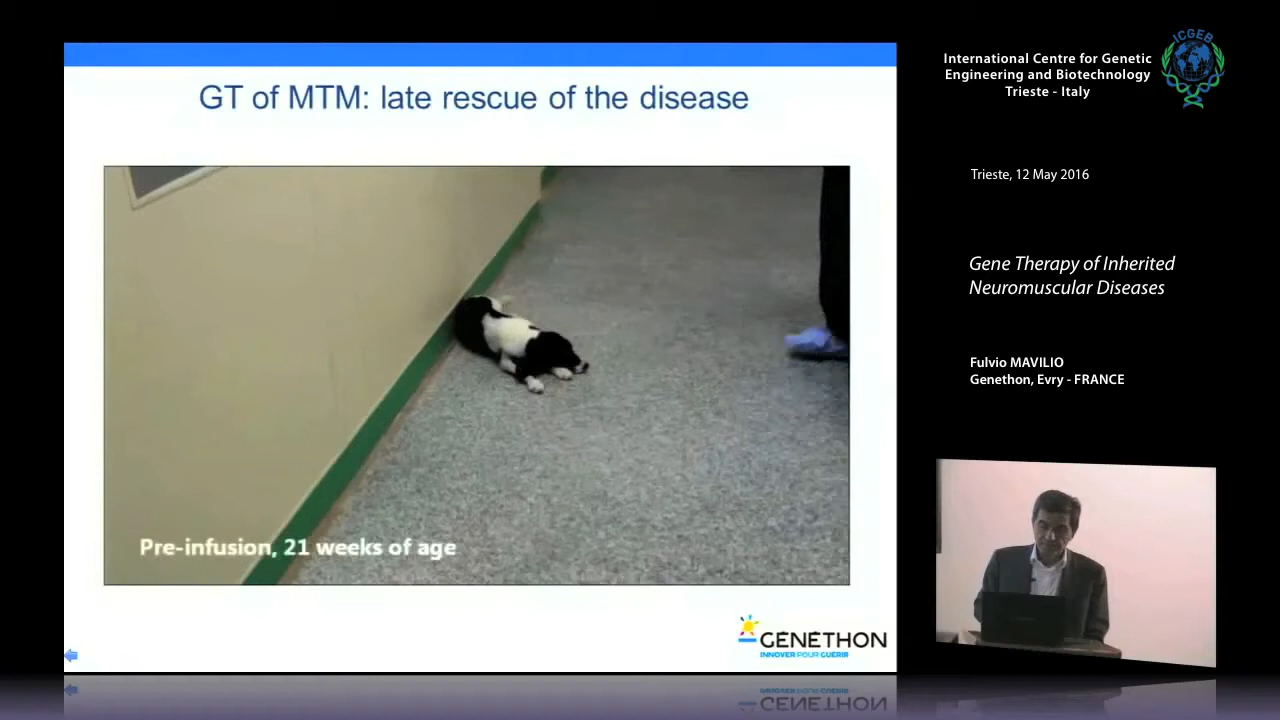 GT of MTM: late rescue of the disease
Pre-infusion, 21 weeks of age
GENETHON
INNOVER POUR GUÉRIR
ICGEB
International Centre for Genetic
Engineering and Biotechnology
Trieste - Italy
Trieste, 12 May 2016
Gene Therapy of Inherited
Neuromuscular Diseases
Fulvio MAVILIO
Genethon, Evry - FRANCE